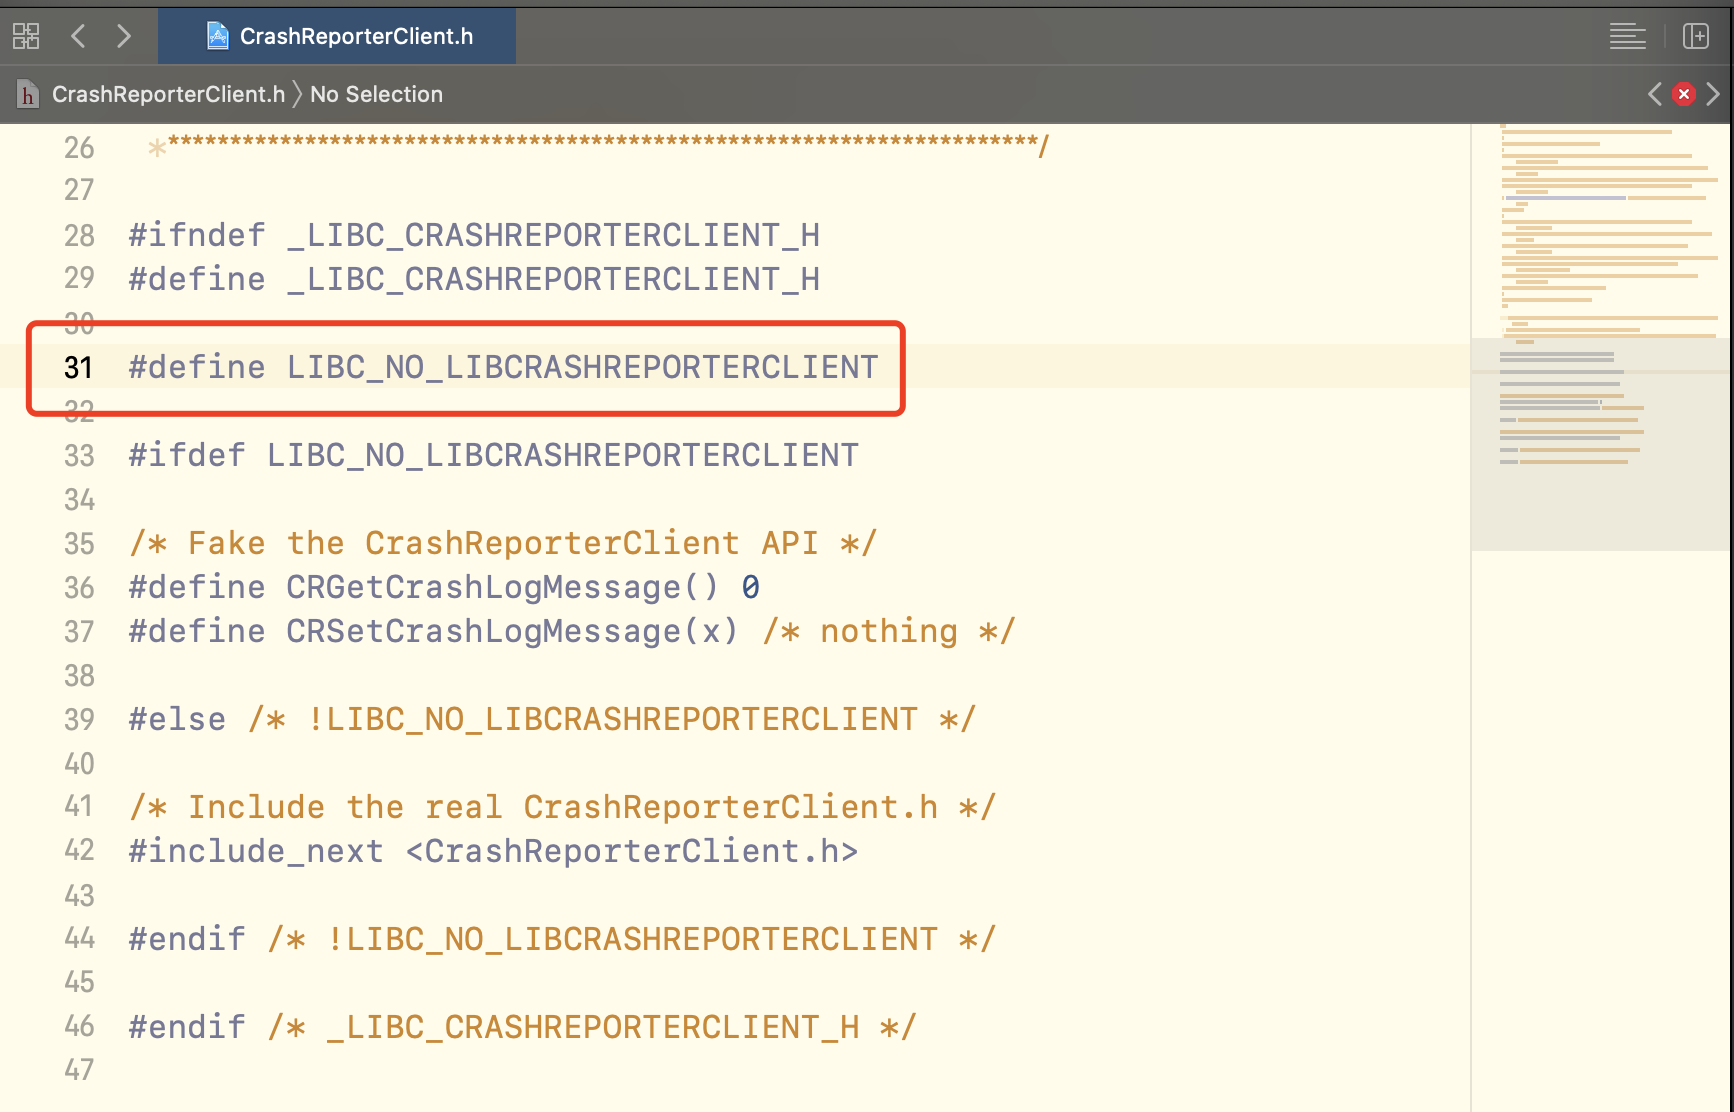 CrashReporterClient.h
h CrashReporterClient.h 〉 No Selection
26 *************************************************************************/
27
28 #ifndef _LIBC_CRASHREPORTERCLIENT_H
29 #define _LIBC_CRASHREPORTERCLIENT_H
30
31 #define LIBC_NO_LIBCRASHREPORTERCLIENT
32
33 #ifdef LIBC_NO_LIBCRASHREPORTERCLIENT
34
35 /* Fake the CrashReporterClient API */
36 #define CRGetCrashLogMessage() 0
37 #define CRSetCrashLogMessage(x) /* nothing */
38
39 #else /* !LIBC_NO_LIBCRASHREPORTERCLIENT */
40
41 /* Include the real CrashReporterClient.h */
42 #include_next <CrashReporterClient.h>
43
44 #endif /* !LIBC_NO_LIBCRASHREPORTERCLIENT */
45
46 #endif /* _LIBC_CRASHREPORTERCLIENT_H */
47